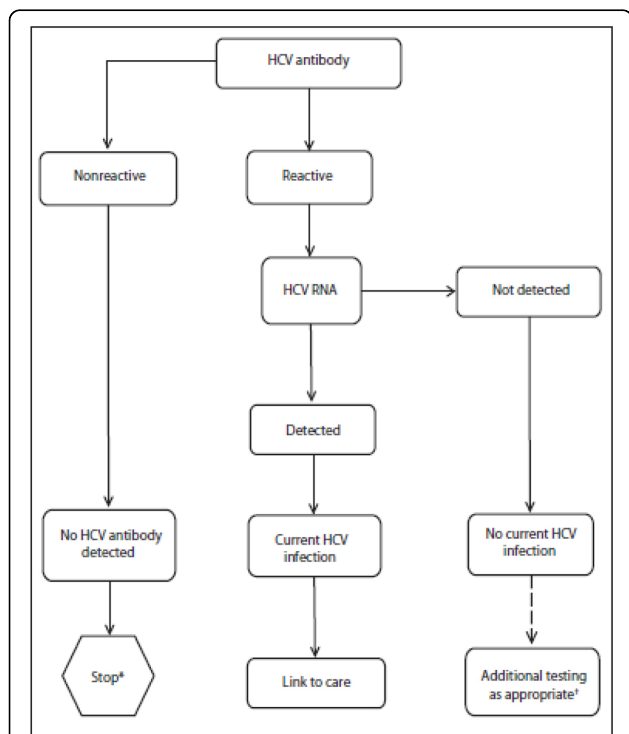 HCV antibody
Nonreactive
Reactive
HCV RNA
Not detected
Detected
No HCV antibody
detected
Current HCV
infection
No current HCV
infection
Stop*
Link to care
Additional testing
as appropriate†